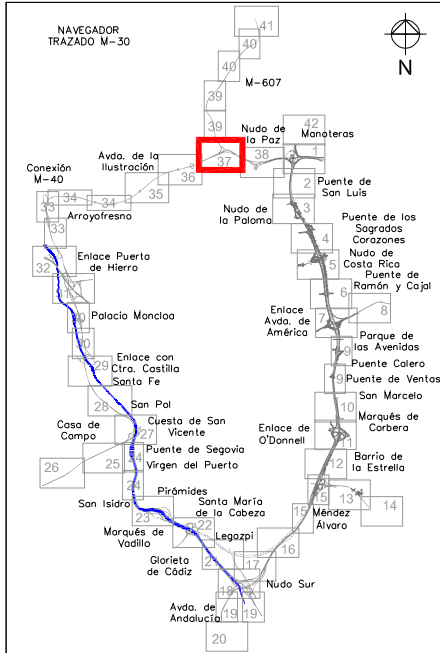 NAVEGADOR
TRAZADO M-30
N
41
40
40
39
M-607
39
42
Nudo de
la Paz
Manoteras
1
37
38
Avda. de la
Ilustración
36
35
2
Puente de
San Luis
Conexión
M-40
34
34
33
Arroyofresno
33
3
Nudo de
la Paloma
Puente de los
Sagrados
Corazones
4
Nudo de
Costa Rica
5
Enlace Puerta
de Hierro
32
Puente de
Ramón y Cajal
6
8
Palacio Moncloa
Enlace
Avda. de
América
7
Parque de
las Avenidas
9
Enlace con
Ctra. Castilla
29
Santa Fe
Puente Calero
9
Puente de Ventas
28
San Pol
San Marcelo
10
Marqués de
Corbera
Casa de
Campo
Cuesta de San
Vicente
27
Enlace de
O'Donnell
11
26
25
24
Puente de Segovia
Virgen del Puerto
24
Barrio de
la Estrella
12
15
13
14
San Isidro
Pirámides
23
Santa María
de la Cabeza
22
15
Méndez
Álvaro
Marqués de
Vadillo
Legazpi
16
Glorieta
de Cádiz
21
17
18
Nudo Sur
Avda. de
Andalucía
19
19
20